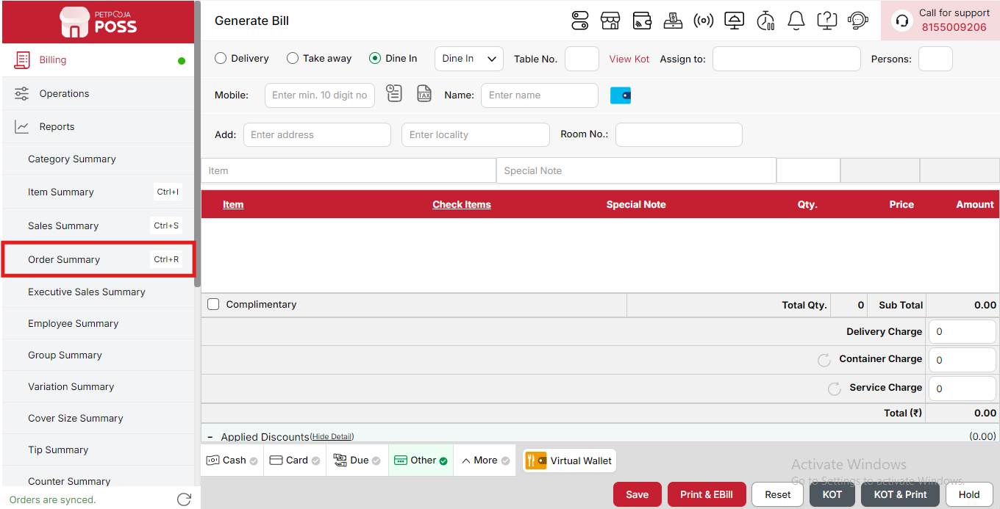 PETPOOJA
POSS
Generate Bill
Call for support
8155009206
Billing
Operations
Reports
Category Summary
Item Summary Ctrl+I
Sales Summary Ctrl+S
Order Summary Ctrl+R
Executive Sales Summary
Employee Summary
Group Summary
Variation Summary
Cover Size Summary
Tip Summary
Counter Summary
Orders are synced.
Delivery Take away Dine In Dine In Table No. View Kot Assign to: Persons:
Mobile: Enter min. 10 digit no TAX Name: Enter name
Add: Enter address Enter locality Room No.:
Item Special Note
Item Check Items Special Note Qty. Price Amount
Complimentary Total Qty. 0 Sub Total 0.00
Delivery Charge 0
Container Charge 0
Service Charge 0
Total (₹) 0.00
- Applied Discounts(Hide Detail) (0.00)
Cash Card Due Other More Virtual Wallet
Activate Windows
Go to Settings to activate Windows.
Save Print & EBill Reset KOT KOT & Print Hold